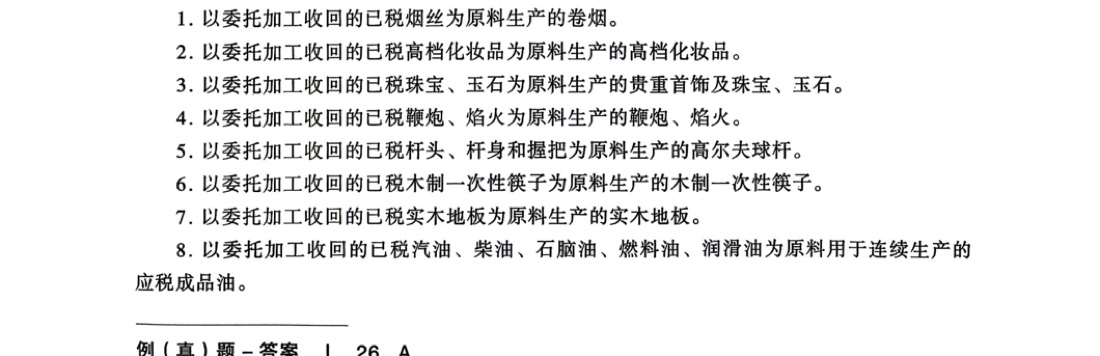 1. 以委托加工收回的已税烟丝为原料生产的卷烟。
2. 以委托加工收回的已税高档化妆品为原料生产的高档化妆品。
3. 以委托加工收回的已税珠宝、玉石为原料生产的贵重首饰及珠宝、玉石。
4. 以委托加工收回的已税鞭炮、焰火为原料生产的鞭炮、焰火。
5. 以委托加工收回的已税杆头、杆身和握把为原料生产的高尔夫球杆。
6. 以委托加工收回的已税木制一次性筷子为原料生产的木制一次性筷子。
7. 以委托加工收回的已税实木地板为原料生产的实木地板。
8. 以委托加工收回的已税汽油、柴油、石脑油、燃料油、润滑油为原料用于连续生产的
应税成品油。
例（真）题－答案 | 26 A